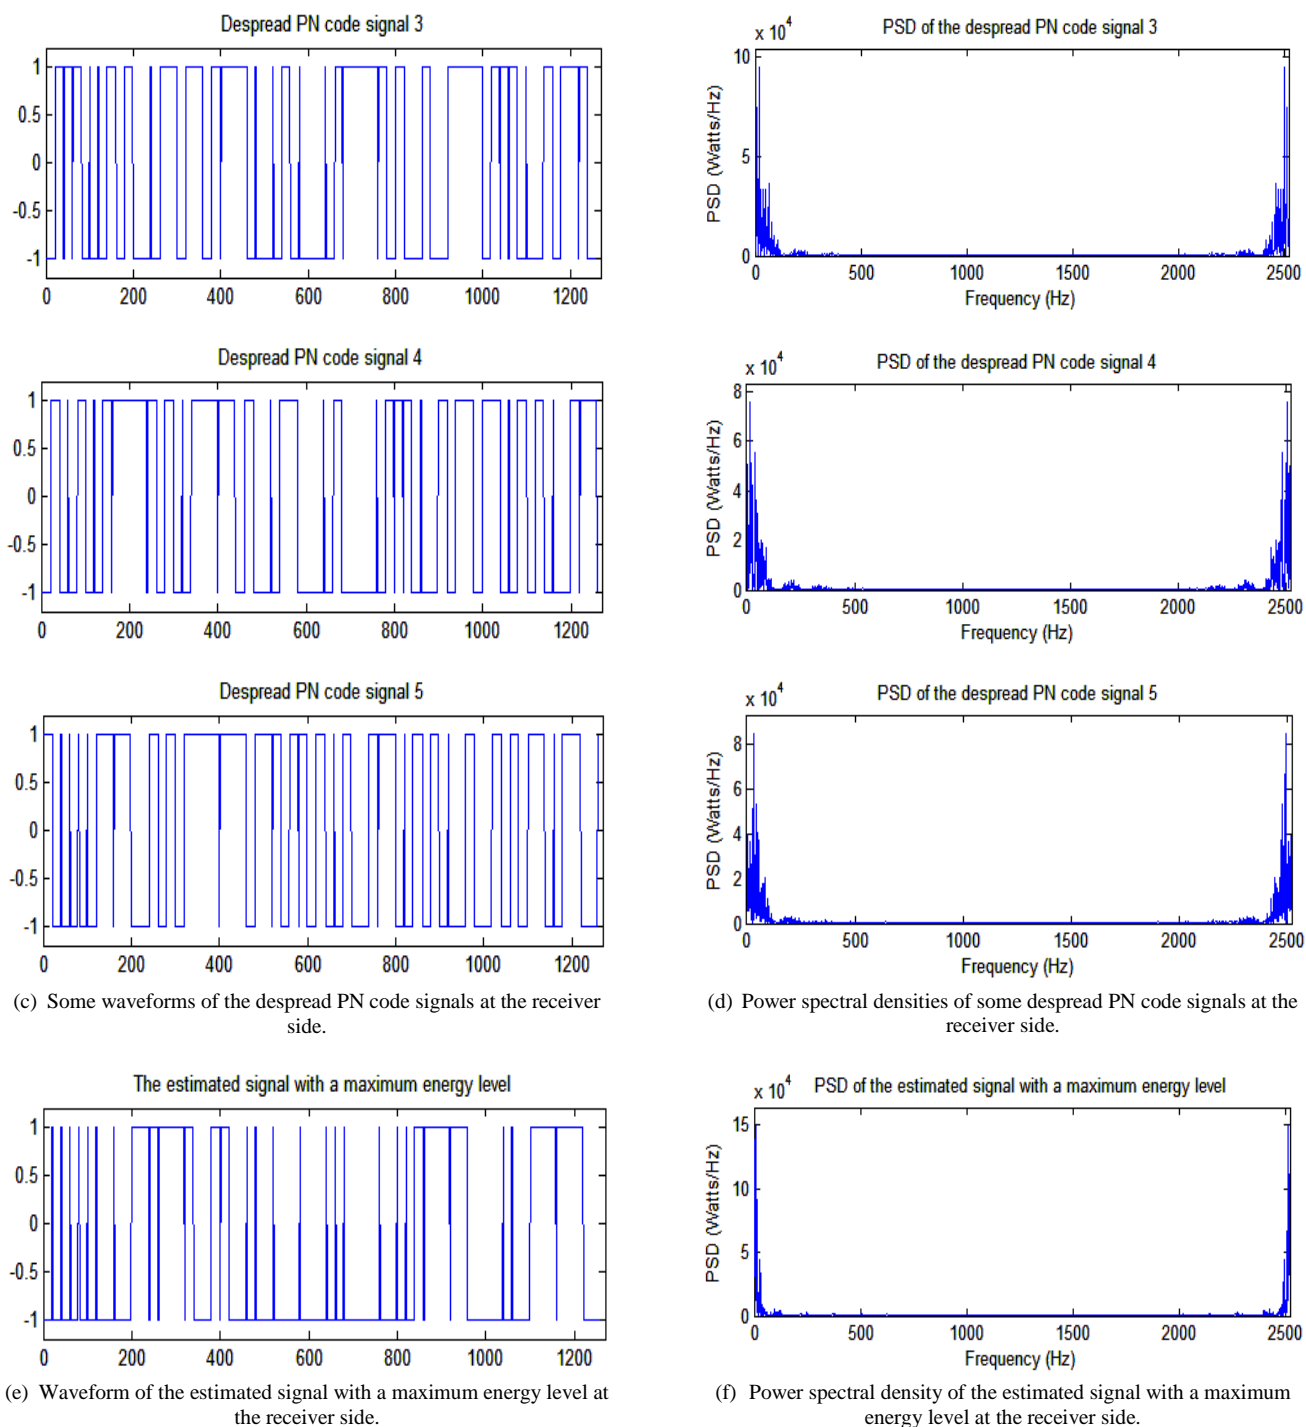 Despread PN code signal 3
1
0.5
0
-0.5
-1
0 200 400 600 800 1000 1200
PSD of the despread PN code signal 3
x 10^4
10
5
0
PSD (Watts/Hz)
0 500 1000 1500 2000 2500
Frequency (Hz)
Despread PN code signal 4
1
0.5
0
-0.5
-1
0 200 400 600 800 1000 1200
PSD of the despread PN code signal 4
x 10^4
8
6
4
2
0
PSD (Watts/Hz)
0 500 1000 1500 2000 2500
Frequency (Hz)
Despread PN code signal 5
1
0.5
0
-0.5
-1
0 200 400 600 800 1000 1200
PSD of the despread PN code signal 5
x 10^4
8
6
4
2
0
PSD (Watts/Hz)
0 500 1000 1500 2000 2500
Frequency (Hz)
(c) Some waveforms of the despread PN code signals at the receiver
side.
(d) Power spectral densities of some despread PN code signals at the
receiver side.
The estimated signal with a maximum energy level
1
0.5
0
-0.5
-1
0 200 400 600 800 1000 1200
x 10^4 PSD of the estimated signal with a maximum energy level
15
10
5
0
PSD (Watts/Hz)
0 500 1000 1500 2000 2500
Frequency (Hz)
(e) Waveform of the estimated signal with a maximum energy level at
the receiver side.
(f) Power spectral density of the estimated signal with a maximum
energy level at the receiver side.